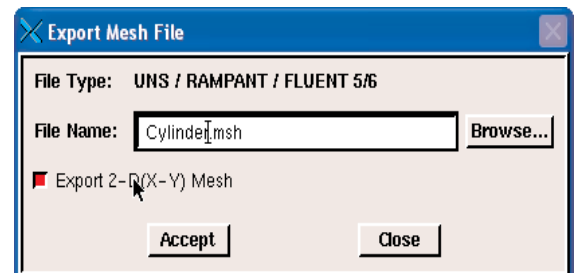 Export Mesh File
File Type: UNS / RAMPANT / FLUENT 5/6
File Name: Cylinder.msh Browse...
Export 2-D(X-Y) Mesh
Accept Close